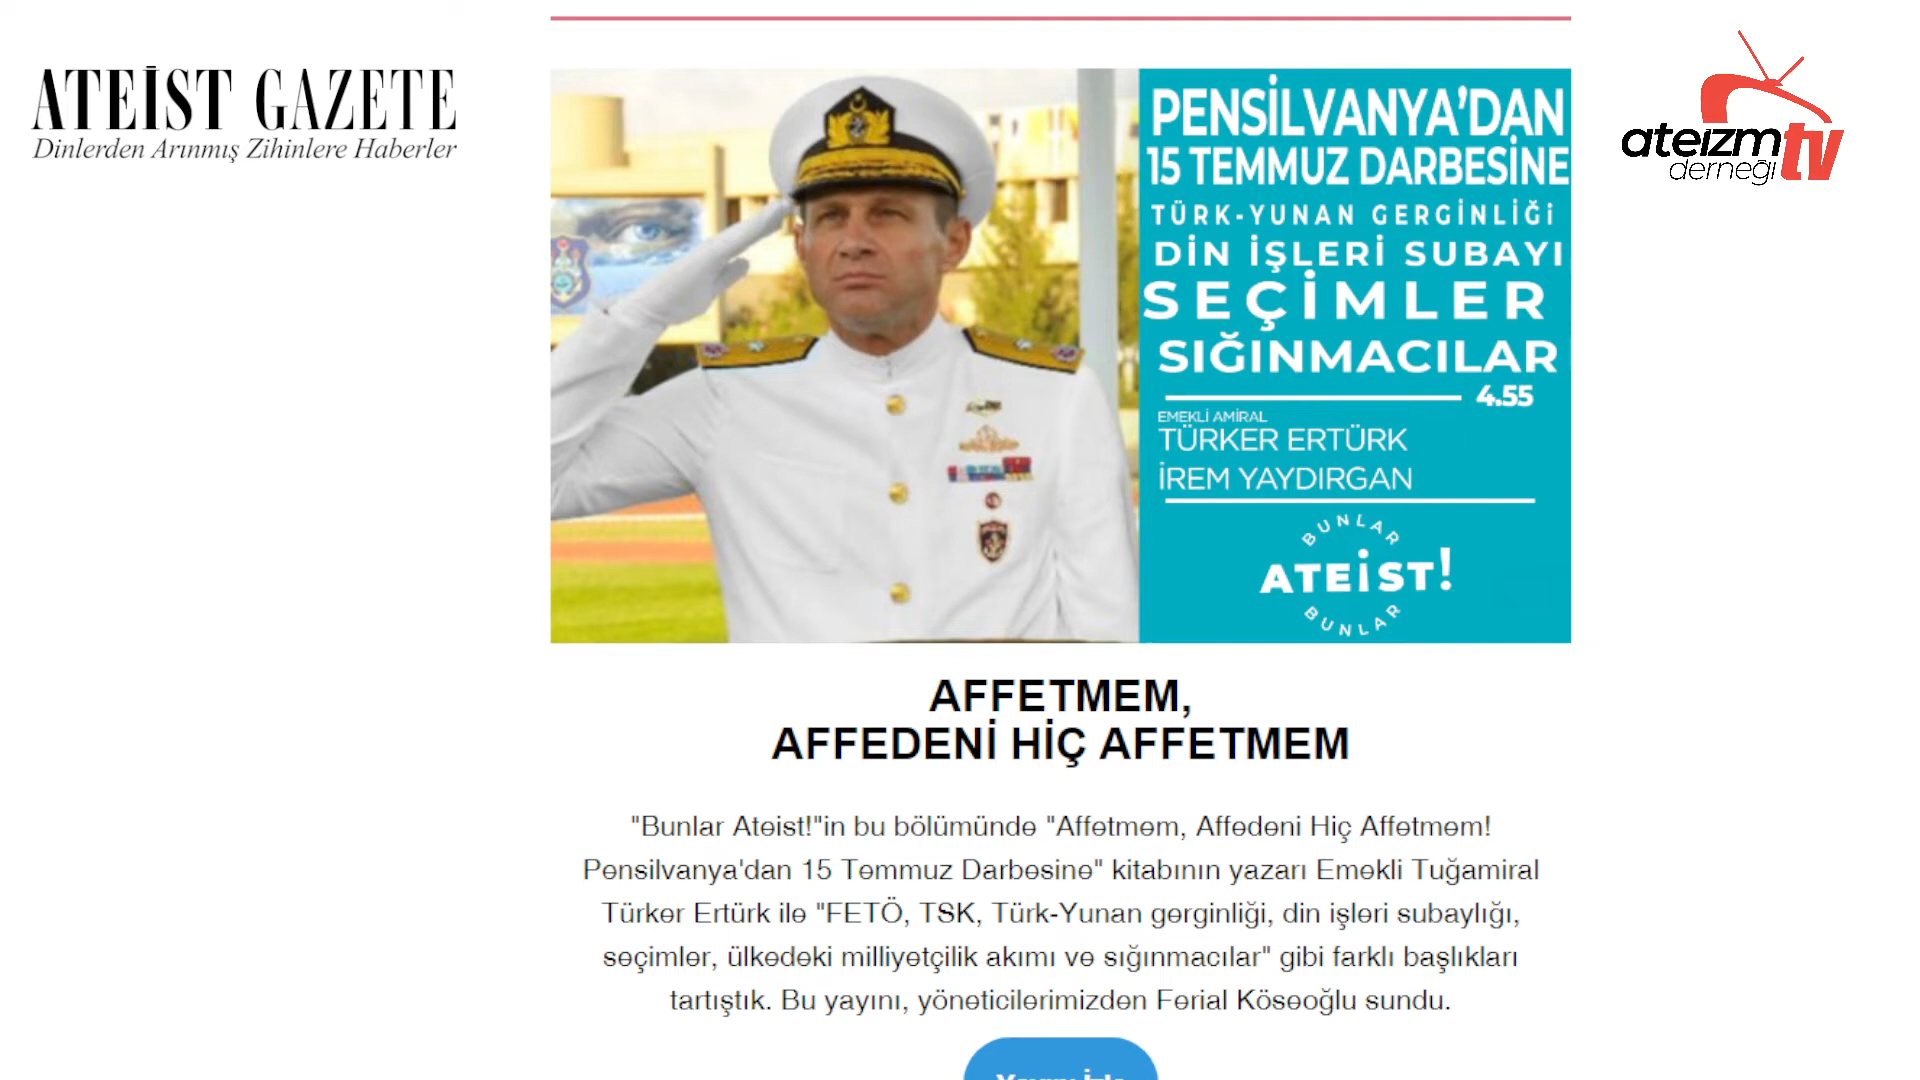 ATEİST GAZETE
Dinlerden Arınmış Zihinlere Haberler
PENSİLVANYA'DAN
15 TEMMUZ DARBESİNE
TÜRK-YUNAN GERGİNLİĞİ
DİN İŞLERİ SUBAYI
SEÇİMLER
SIĞINMACILAR
4.55
EMEKLİ AMİRAL
TÜRKER ERTÜRK
İREM YAYDIRGAN
BUNLAR
ATEİST!
BUNLAR
ateizm tv
derneği
AFFETMEM,
AFFEDENİ HİÇ AFFETMEM
"Bunlar Ateist!"in bu bölümünde "Affetmem, Affedeni Hiç Affetmem!
Pensilvanya'dan 15 Temmuz Darbesine" kitabının yazarı Emekli Tuğamiral
Türker Ertürk ile "FETÖ, TSK, Türk-Yunan gerginliği, din işleri subaylığı,
seçimler, ülkedeki milliyetçilik akımı ve sığınmacılar" gibi farklı başlıkları
tartıştık. Bu yayını, yöneticilerimizden Ferial Köseoğlu sundu.